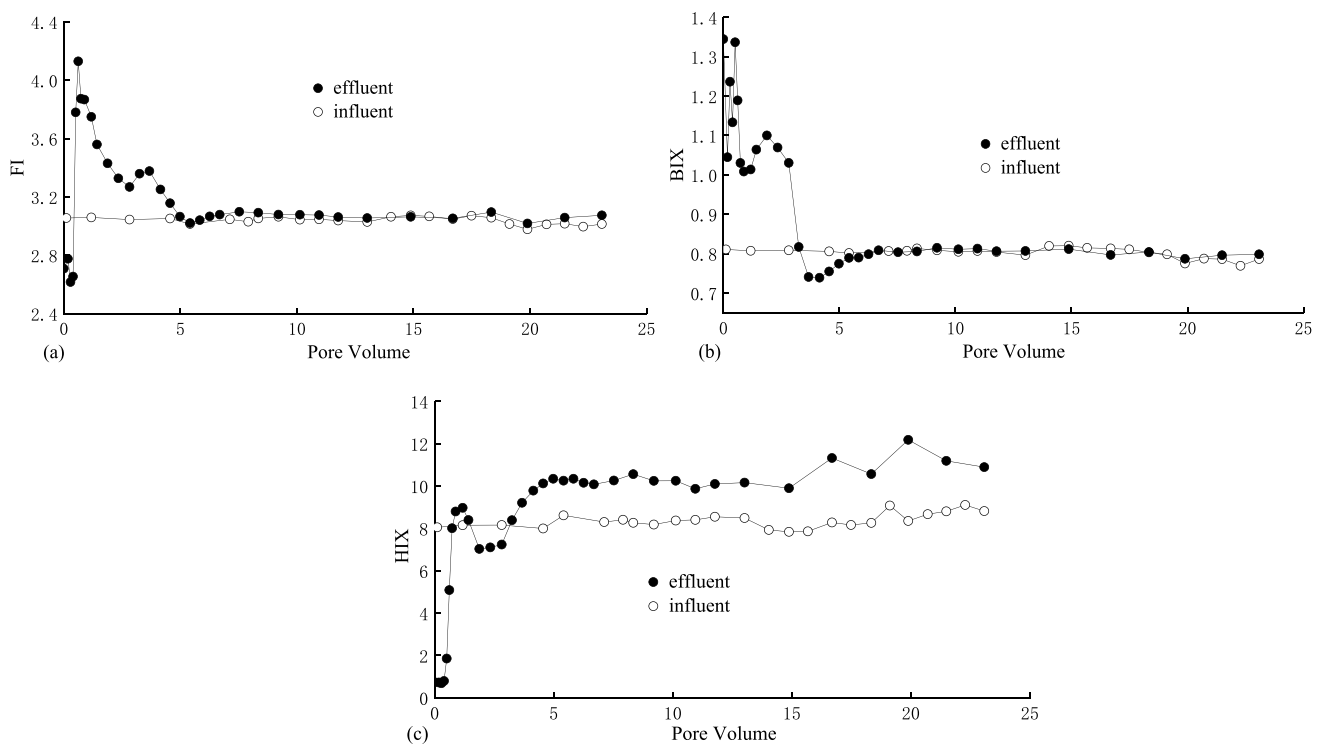 4.4
4.0
3.6
3.2
2.8
2.4
FI
effluent
influent
0 5 10 15 20 25
(a) Pore Volume
1.4
1.3
1.2
1.1
1.0
0.9
0.8
0.7
BIX
effluent
influent
0 5 10 15 20 25
(b) Pore Volume
14
12
10
8
6
4
2
0
HIX
effluent
influent
0 5 10 15 20 25
(c) Pore Volume